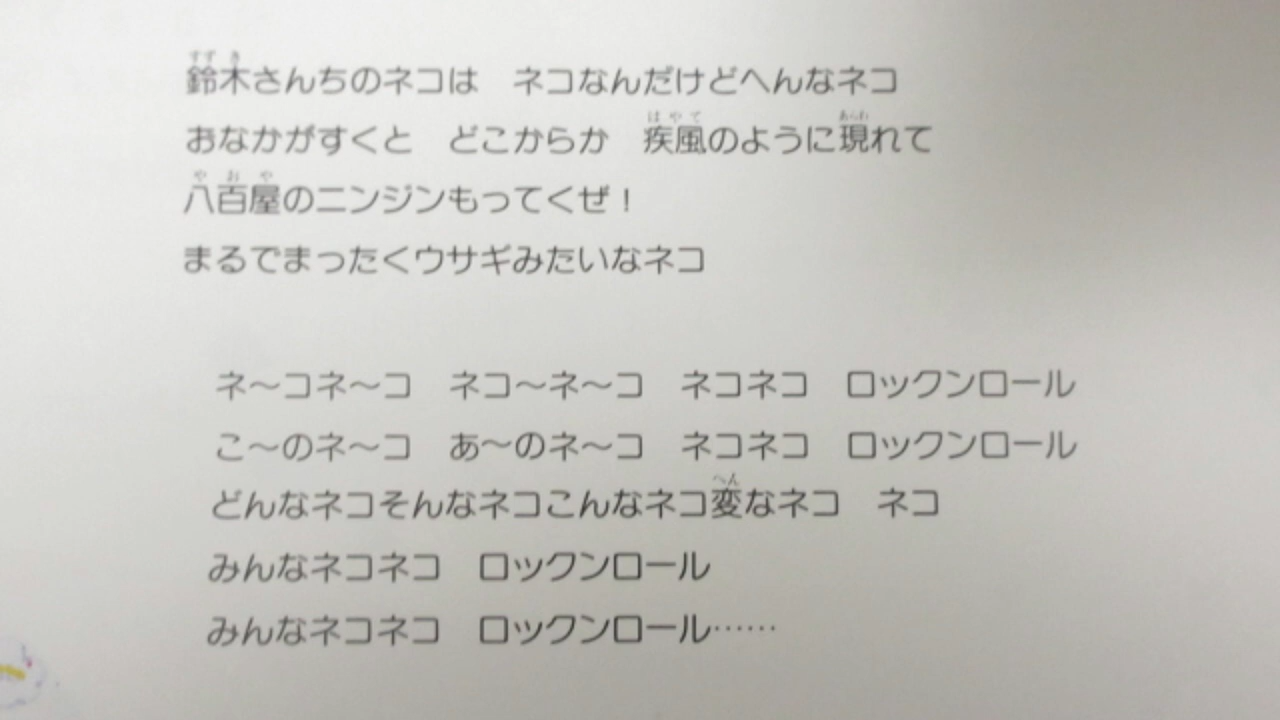 鈴木さんちのネコは　ネコなんだけどへんなネコ
おなかがすくと　どこからか　疾風のように現れて
八百屋のニンジンもってくぜ！
まるでまったくウサギみたいなネコ
ネ～コネ～コ　ネコ～ネ～コ　ネコネコ　ロックンロール
こ～のネ～コ　あ～のネ～コ　ネコネコ　ロックンロール
どんなネコそんなネコこんなネコ変なネコ　ネコ
みんなネコネコ　ロックンロール
みんなネコネコ　ロックンロール……